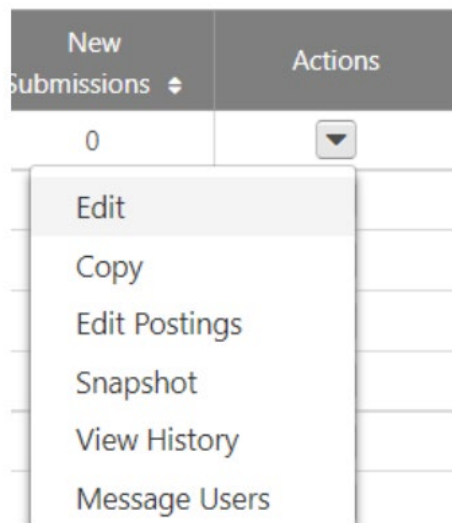 New
Submissions
Actions
0
Edit
Copy
Edit Postings
Snapshot
View History
Message Users